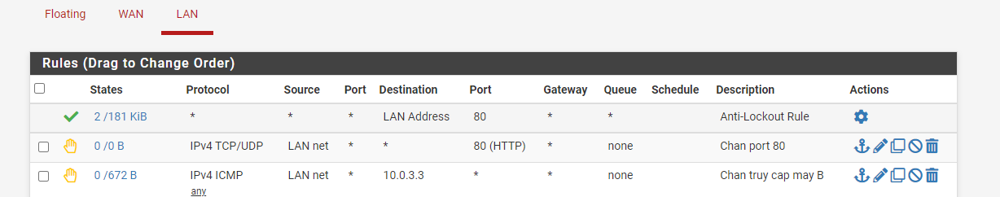 Floating WAN LAN
Rules (Drag to Change Order)
States Protocol Source Port Destination Port Gateway Queue Schedule Description Actions
2 /181 KiB * * * LAN Address 80 * * Anti-Lockout Rule
0 /0 B IPv4 TCP/UDP LAN net * * 80 (HTTP) * none Chan port 80
0 /672 B IPv4 ICMP LAN net * 10.0.3.3 * * none Chan truy cap may B
any